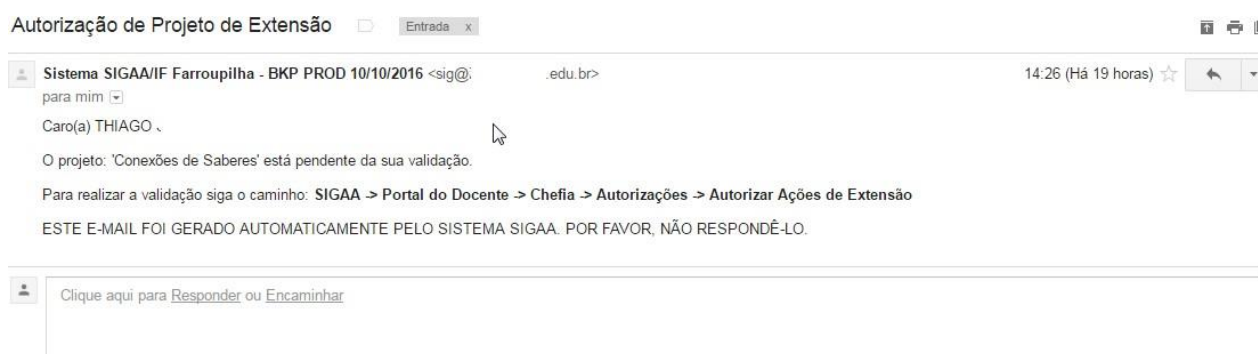 Autorização de Projeto de Extensão Entrada x
Sistema SIGAA/IF Farroupilha - BKP PROD 10/10/2016 <sig@ .edu.br> 14:26 (Há 19 horas)
para mim
Caro(a) THIAGO 、
O projeto: 'Conexões de Saberes' está pendente da sua validação.
Para realizar a validação siga o caminho: SIGAA -> Portal do Docente -> Chefia -> Autorizações -> Autorizar Ações de Extensão
ESTE E-MAIL FOI GERADO AUTOMATICAMENTE PELO SISTEMA SIGAA. POR FAVOR, NÃO RESPONDÊ-LO.
Clique aqui para Responder ou Encaminhar